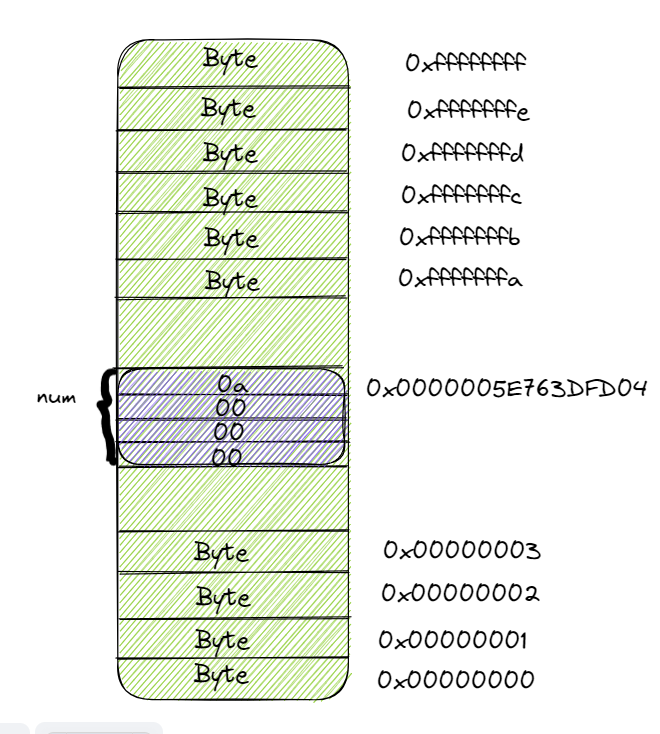 Byte 0xffffffff
Byte 0xfffffffe
Byte 0xfffffffd
Byte 0xfffffffc
Byte 0xfffffffb
Byte 0xfffffffa
0a 0x0000005E763DFD04
num
00
00
00
Byte 0x00000003
Byte 0x00000002
Byte 0x00000001
Byte 0x00000000